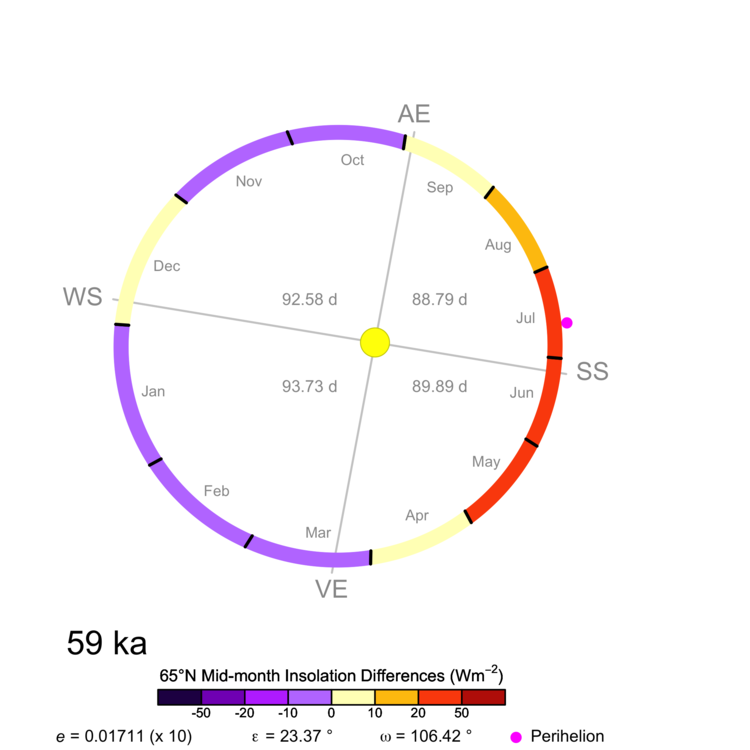 AE
Oct
Sep
Nov
Aug
Dec
WS
92.58 d
88.79 d
Jul
SS
93.73 d
89.89 d
Jun
Jan
May
Feb
Apr
Mar
VE
59 ka
65°N Mid-month Insolation Differences (Wm⁻²)
-50 -20 -10 0 10 20 50
e = 0.01711 (x 10) ε = 23.37 ° ω = 106.42 ° Perihelion